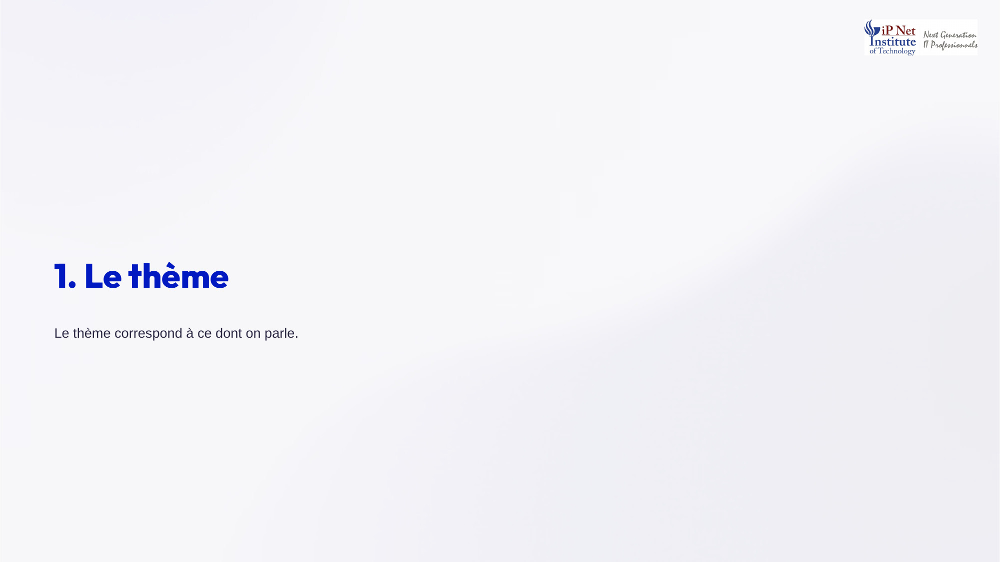 iP Net
Institute
of Technology
Next Generation
IT Professionnels
1. Le thème
Le thème correspond à ce dont on parle.